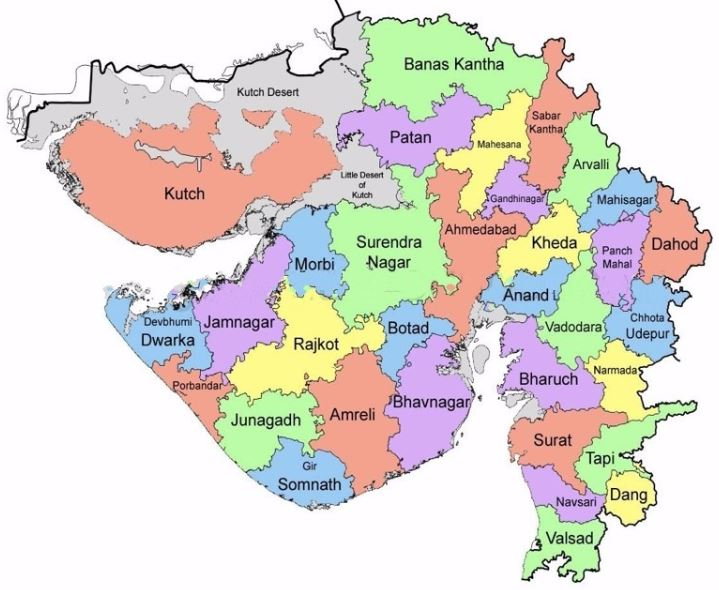 Banas Kantha
Kutch Desert
Sabar
Kantha
Patan
Mahesana
Arvalli
Little Desert
of
Kutch
Kutch
Gandhinagar
Mahisagar
Ahmedabad
Surendra
Nagar
Kheda
Panch
Mahal
Dahod
Morbi
Anand
Devbhumi
Dwarka
Jamnagar
Botad
Vadodara
Chhota
Udepur
Rajkot
Narmada
Porbandar
Bharuch
Bhavnagar
Junagadh
Amreli
Surat
Tapi
Gir
Somnath
Navsari
Dang
Valsad